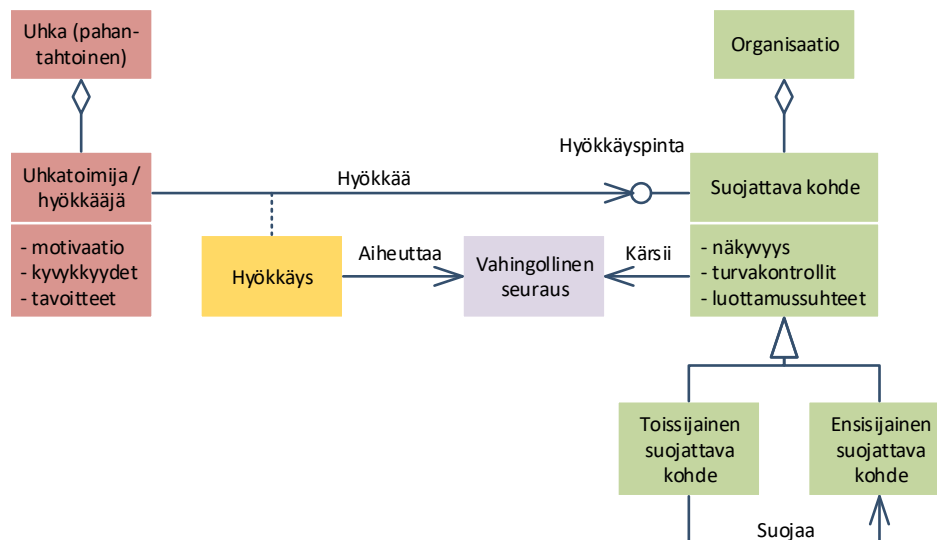 Uhka (pahan-
tahtoinen)
Organisaatio
Hyökkäyspinta
Uhkatoimija /
hyökkääjä
Hyökkää
Suojattava kohde
- motivaatio
- kyvykkyydet
- tavoitteet
Hyökkäys
Aiheuttaa
Vahingollinen
seuraus
Kärsii
- näkyvyys
- turvakontrollit
- luottamussuhteet
Toissijainen
suojattava
kohde
Ensisijainen
suojattava
kohde
Suojaa